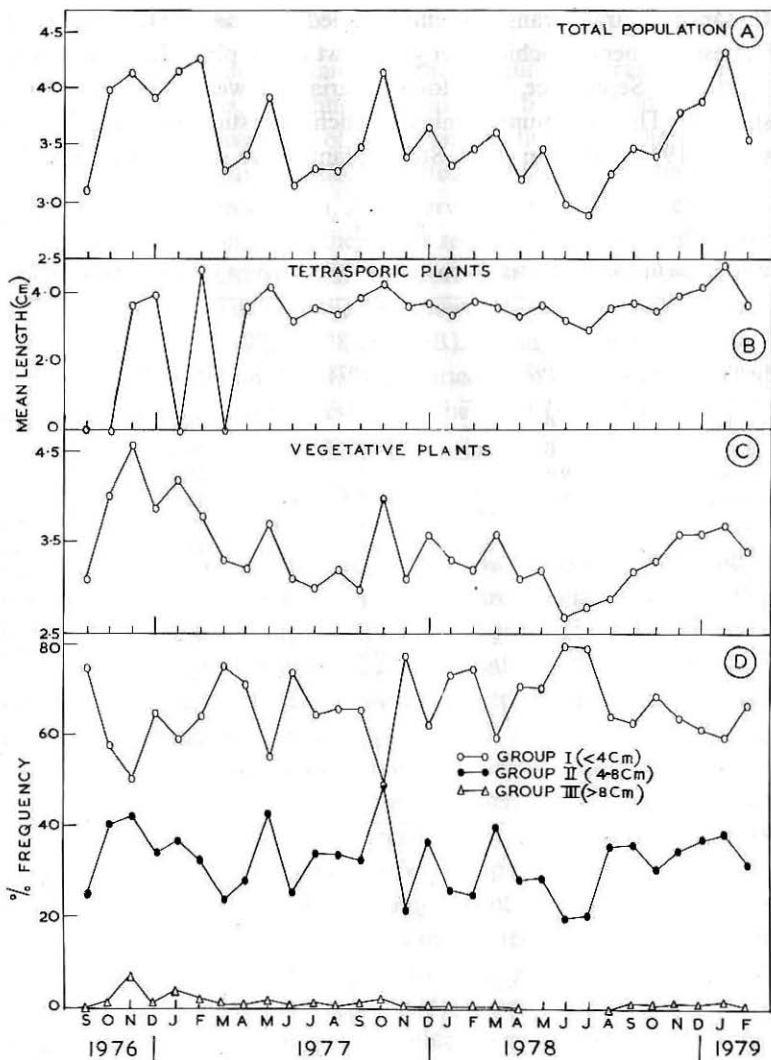 TOTAL POPULATION
A
4·5
4·0
3·5
3·0
2·5
TETRASPORIC PLANTS
B
4·0
2·0
0
MEAN LENGTH (Cm)
VEGETATIVE PLANTS
C
4·5
3·5
2·5
D
80
60
40
20
0
% FREQUENCY
GROUP I (<4Cm)
GROUP II (4-8Cm)
GROUP III (>8Cm)
S O N D J F M A M J J A S O N D J F M A M J J A S O N D J F
1976 1977 1978 1979